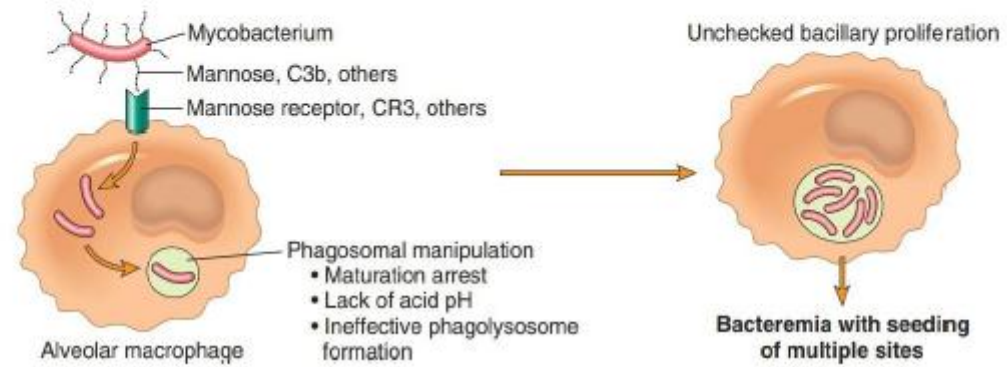 Mycobacterium
Mannose, C3b, others
Mannose receptor, CR3, others
Phagosomal manipulation
• Maturation arrest
• Lack of acid pH
• Ineffective phagolysosome
formation
Alveolar macrophage
Unchecked bacillary proliferation
Bacteremia with seeding
of multiple sites